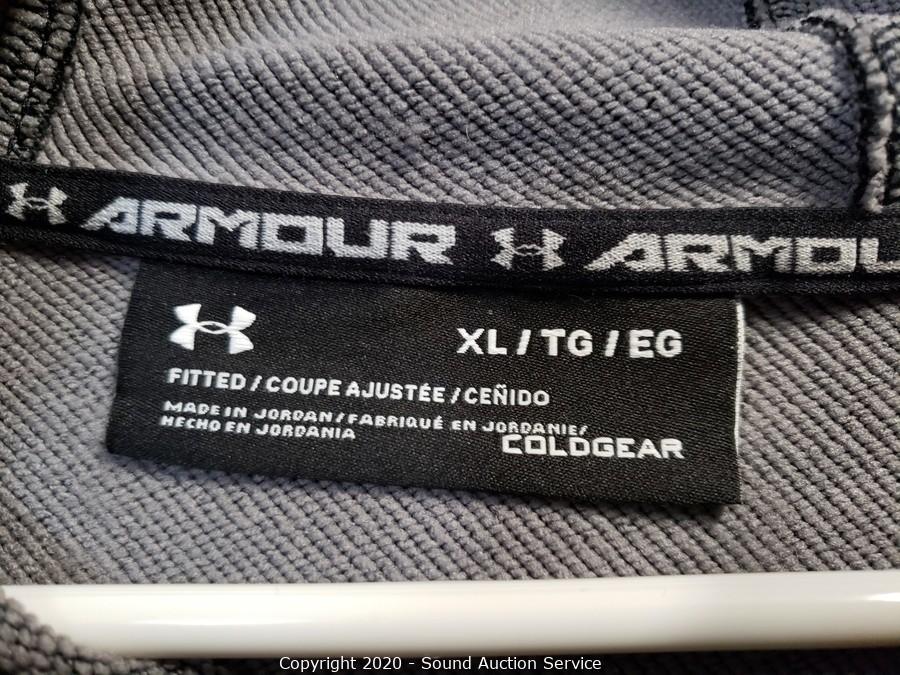 ARMOUR ARMOU
XL / TG / EG
FITTED / COUPE AJUSTÉE / CEÑIDO
MADE IN JORDAN / FABRIQUÉ EN JORDANIE /
HECHO EN JORDANIA
COLDGEAR
Copyright 2020 - Sound Auction Service